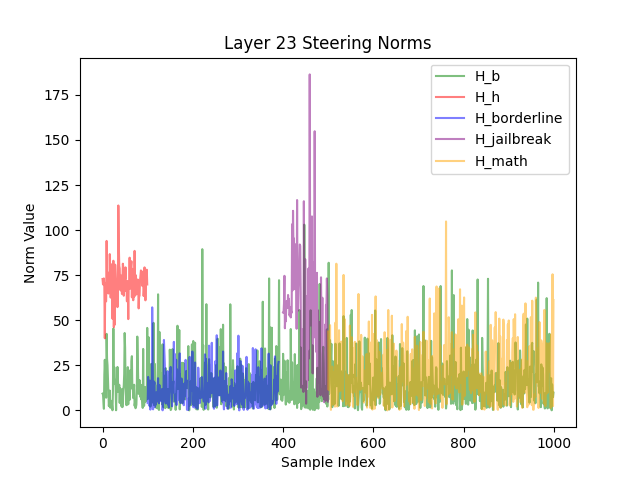 Layer 23 Steering Norms
H_b
H_h
H_borderline
H_jailbreak
H_math
Norm Value
175
150
125
100
75
50
25
0
0 200 400 600 800 1000
Sample Index